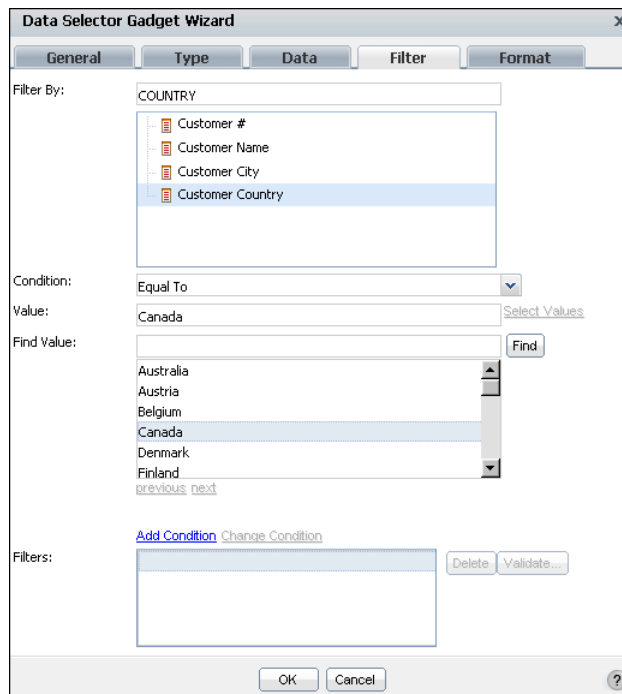 Data Selector Gadget Wizard x
General Type Data Filter Format
Filter By: COUNTRY
Customer #
Customer Name
Customer City
Customer Country
Condition: Equal To
Value: Canada Select Values
Find Value: Find
Australia
Austria
Belgium
Canada
Denmark
Finland
previous next
Add Condition Change Condition
Filters: Delete Validate...
OK Cancel ?